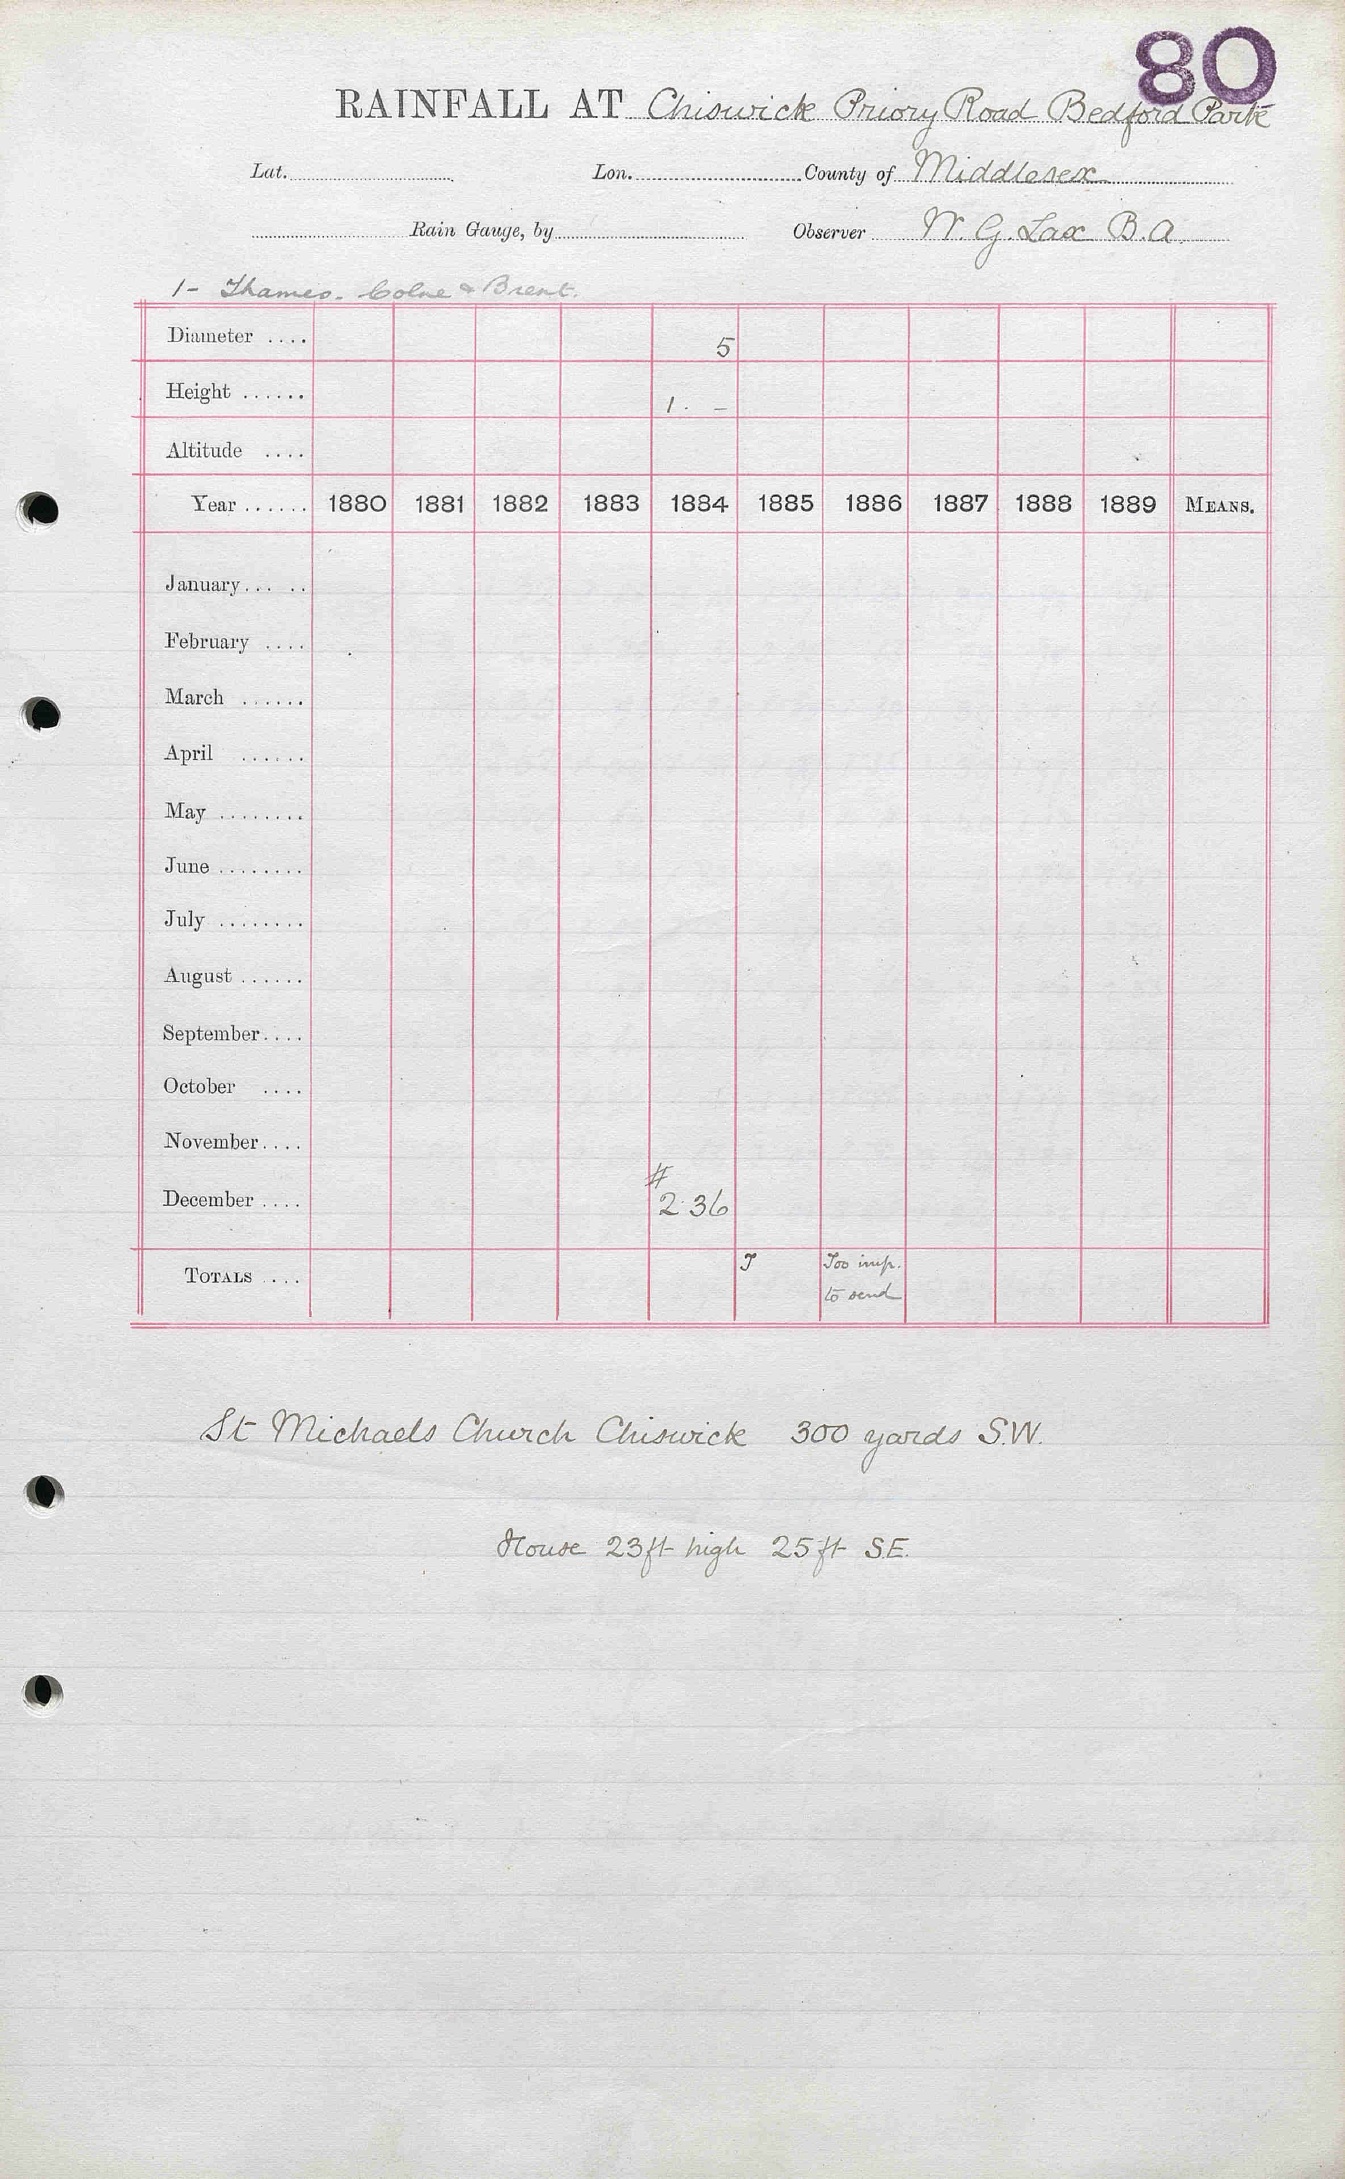 80
RAINFALL AT Chiswick Priory Road Bedford Park
Lat. Lon. County of Middlesex
Rain Gauge, by Observer W. G. Lax B.A.
1- Thames. Colne & Brent.
Diameter .... 5
Height ...... 1. -
Altitude ....
Year ...... 1880 1881 1882 1883 1884 1885 1886 1887 1888 1889 MEANS.
January... ..
February ....
March ......
April ......
May ........
June ........
July ........
August ......
September....
October ....
November....
#
December .... 2.36
TOTALS .... T Too imp.
to send
St Michaels Church Chiswick 300 yards S.W.
House 23ft high 25ft S.E.